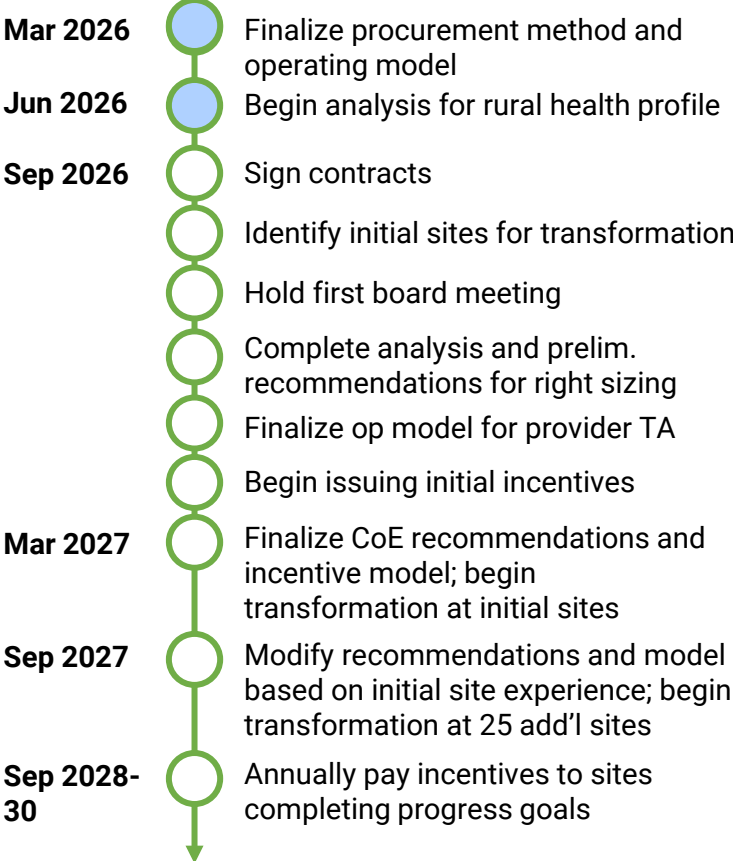 Mar 2026
Finalize procurement method and
operating model
Jun 2026
Begin analysis for rural health profile
Sep 2026
Sign contracts
Identify initial sites for transformation
Hold first board meeting
Complete analysis and prelim.
recommendations for right sizing
Finalize op model for provider TA
Begin issuing initial incentives
Mar 2027
Finalize CoE recommendations and
incentive model; begin
transformation at initial sites
Sep 2027
Modify recommendations and model
based on initial site experience; begin
transformation at 25 add’l sites
Sep 2028-
30
Annually pay incentives to sites
completing progress goals